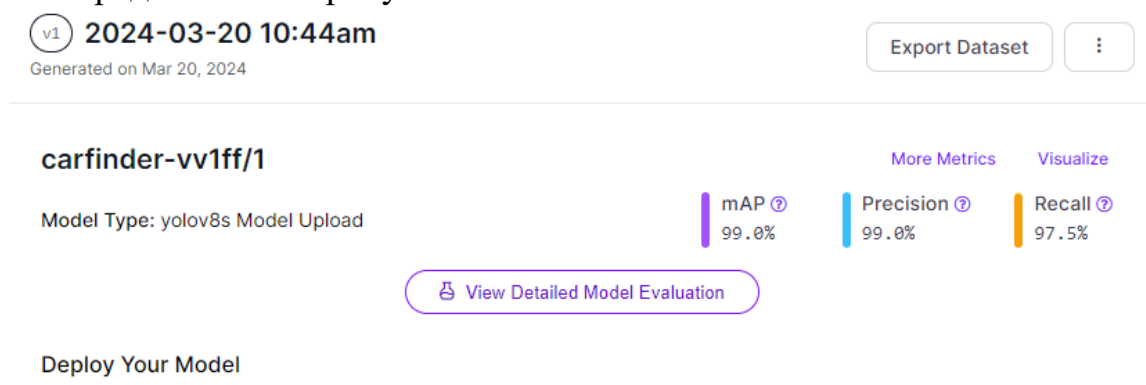 v1 2024-03-20 10:44am
Generated on Mar 20, 2024
Export Dataset
carfinder-vv1ff/1
More Metrics Visualize
Model Type: yolov8s Model Upload
mAP Precision Recall
99.0% 99.0% 97.5%
View Detailed Model Evaluation
Deploy Your Model